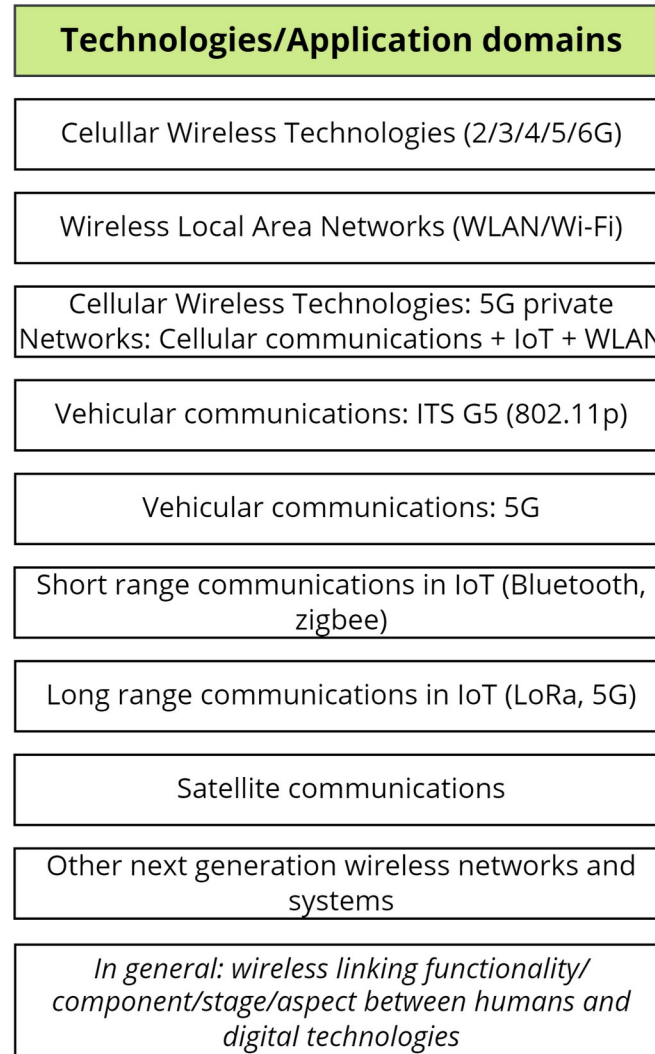 Technologies/Application domains
Celullar Wireless Technologies (2/3/4/5/6G)
Wireless Local Area Networks (WLAN/Wi-Fi)
Cellular Wireless Technologies: 5G private
Networks: Cellular communications + IoT + WLAN
Vehicular communications: ITS G5 (802.11p)
Vehicular communications: 5G
Short range communications in IoT (Bluetooth,
zigbee)
Long range communications in IoT (LoRa, 5G)
Satellite communications
Other next generation wireless networks and
systems
In general: wireless linking functionality/
component/stage/aspect between humans and
digital technologies